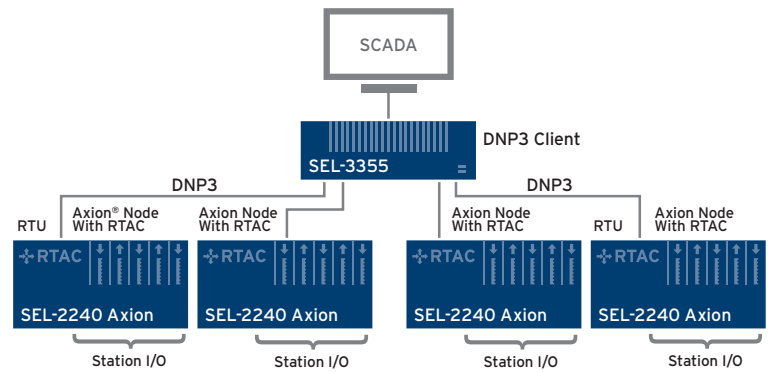 SCADA
DNP3 Client
SEL-3355
DNP3
DNP3
RTU
Axion® Node
With RTAC
Axion Node
With RTAC
Axion Node
With RTAC
RTU
Axion Node
With RTAC
RTAC
RTAC
RTAC
RTAC
SEL-2240 Axion
SEL-2240 Axion
SEL-2240 Axion
SEL-2240 Axion
Station I/O
Station I/O
Station I/O
Station I/O